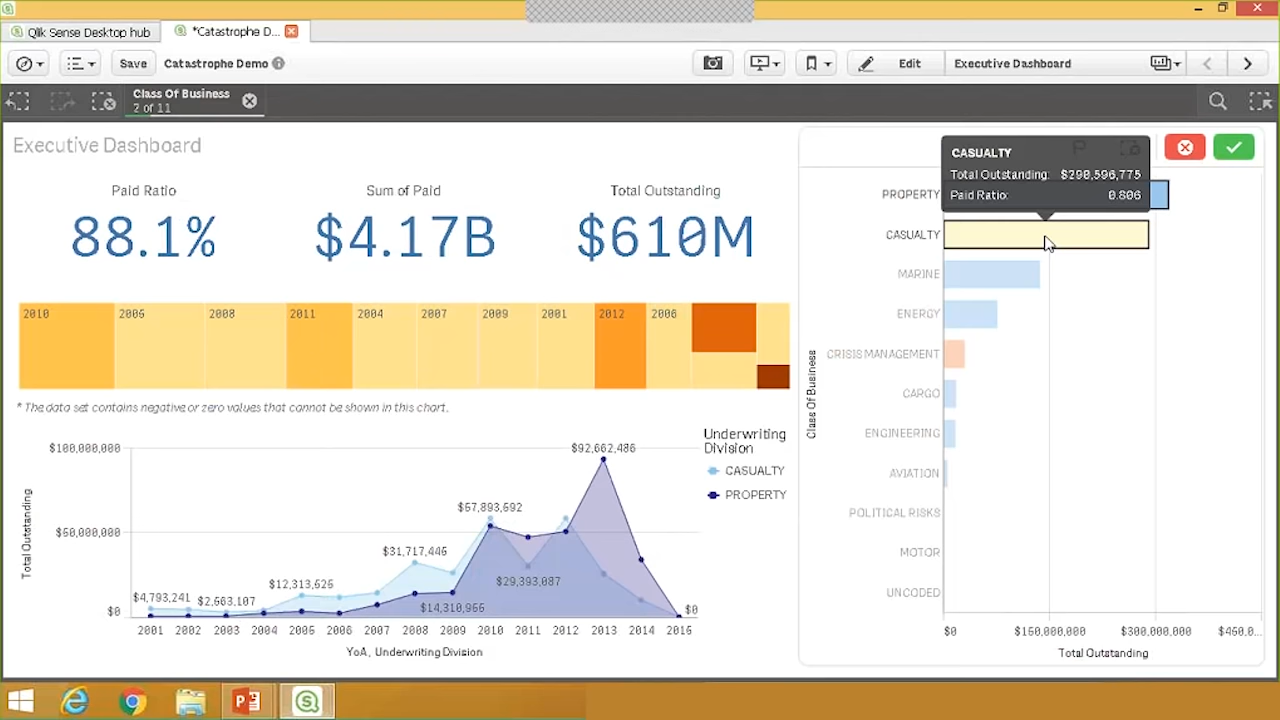 Qlik Sense Desktop hub
*Catastrophe D...
Save
Catastrophe Demo
Edit
Executive Dashboard
Class Of Business
2 of 11
Executive Dashboard
Paid Ratio
88.1%
Sum of Paid
$4.17B
Total Outstanding
$610M
2010
2005
2008
2011
2004
2007
2009
2001
2012
2006
* The data set contains negative or zero values that cannot be shown in this chart.
Total Outstanding
$100,000,000
$50,000,000
$0
$4,793,241
$2,663,107
$12,313,626
$31,717,446
$14,310,966
$67,893,692
$29,393,087
$92,662,486
$0
2001
2002
2003
2004
2005
2006
2007
2008
2009
2010
2011
2012
2013
2014
2016
YoA, Underwriting Division
Underwriting
Division
CASUALTY
PROPERTY
CASUALTY
Total Outstanding: $290,596,775
Paid Ratio: 0.806
Class Of Business
PROPERTY
CASUALTY
MARINE
ENERGY
CRISIS MANAGEMENT
CARGO
ENGINEERING
AVIATION
POLITICAL RISKS
MOTOR
UNCODED
$0
$150,000,000
$300,000,000
$450.0...
Total Outstanding